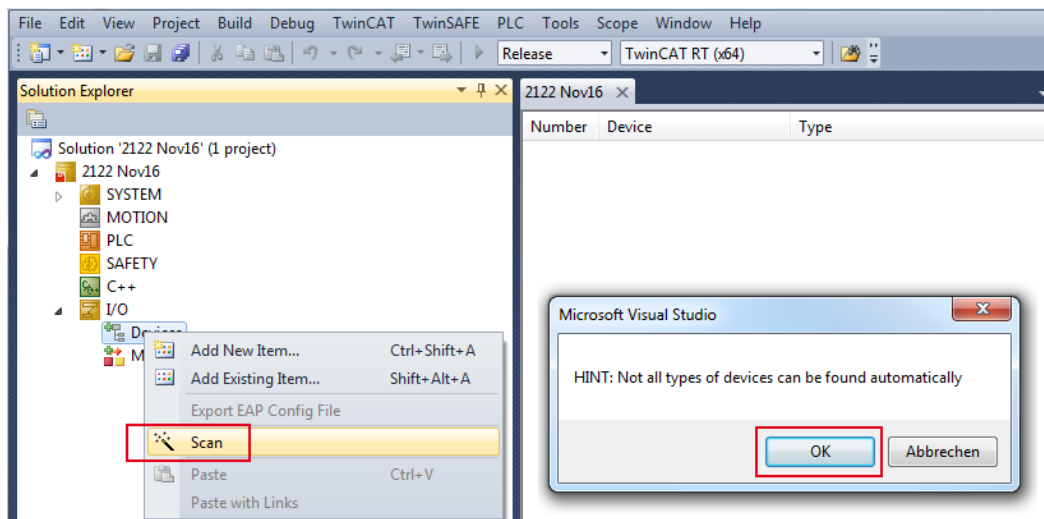 File Edit View Project Build Debug TwinCAT TwinSAFE PLC Tools Scope Window Help
Release TwinCAT RT (x64)
Solution Explorer
2122 Nov16
Number Device Type
Solution '2122 Nov16' (1 project)
2122 Nov16
SYSTEM
MOTION
PLC
SAFETY
C++
I/O
Devices
M
Add New Item... Ctrl+Shift+A
Add Existing Item... Shift+Alt+A
Export EAP Config File
Scan
Paste Ctrl+V
Paste with Links
Microsoft Visual Studio
HINT: Not all types of devices can be found automatically
OK Abbrechen